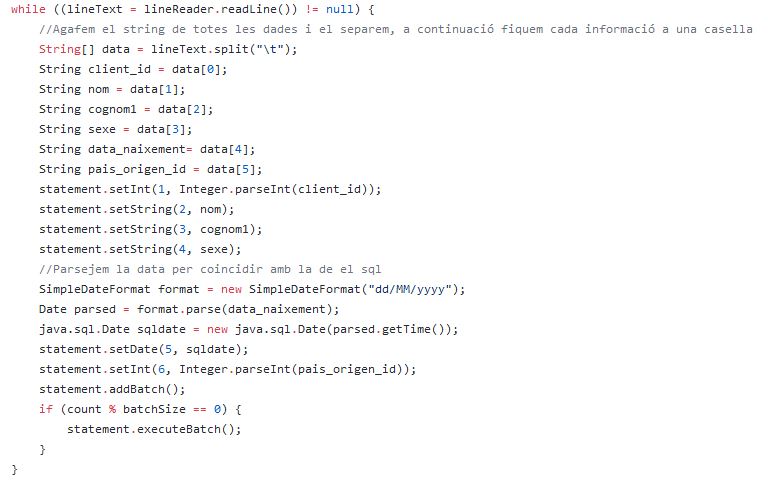 while ((lineText = lineReader.readLine()) != null) {
    //Agafem el string de totes les dades i el separem, a continuació fiquem cada informació a una casella
    String[] data = lineText.split("\t");
    String client_id = data[0];
    String nom = data[1];
    String cognom1 = data[2];
    String sexe = data[3];
    String data_naixement= data[4];
    String pais_origen_id = data[5];
    statement.setInt(1, Integer.parseInt(client_id));
    statement.setString(2, nom);
    statement.setString(3, cognom1);
    statement.setString(4, sexe);
    //Parsejem la data per coincidir amb la de el sql
    SimpleDateFormat format = new SimpleDateFormat("dd/MM/yyyy");
    Date parsed = format.parse(data_naixement);
    java.sql.Date sqldate = new java.sql.Date(parsed.getTime());
    statement.setDate(5, sqldate);
    statement.setInt(6, Integer.parseInt(pais_origen_id));
    statement.addBatch();
    if (count % batchSize == 0) {
        statement.executeBatch();
    }
}